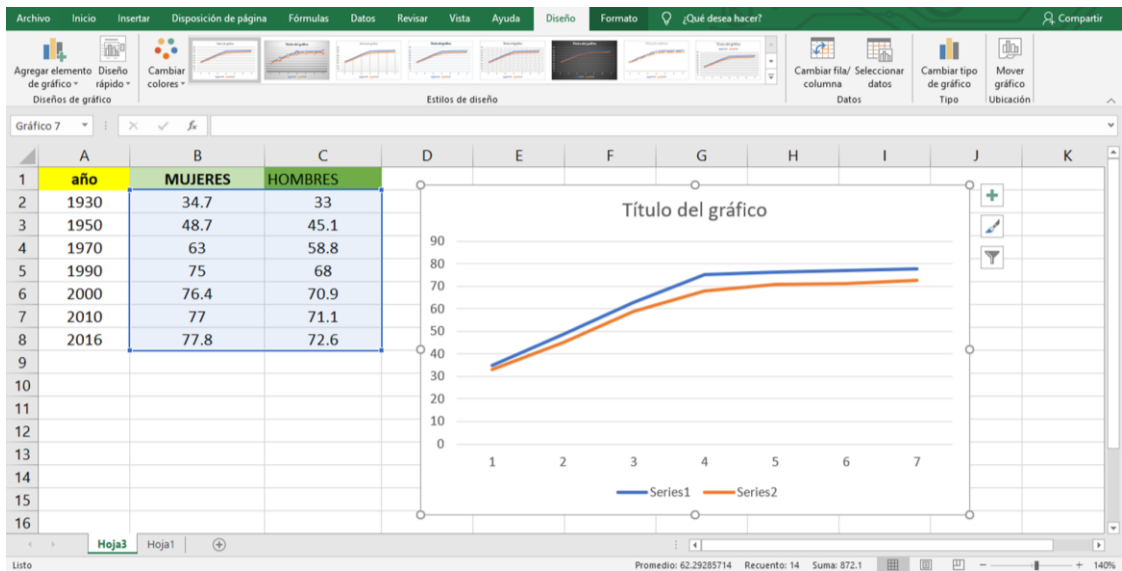 Archivo Inicio Insertar Disposición de página Fórmulas Datos Revisar Vista Ayuda Diseño Formato ¿Qué desea hacer? Compartir
Agregar elemento de gráfico
Diseño rápido
Cambiar colores
Cambiar fila/ columna
Seleccionar datos
Cambiar tipo de gráfico
Mover gráfico
Diseños de gráfico Estilos de diseño Datos Tipo Ubicación
Gráfico 7 fx
A B C D E F G H I J K
1 año MUJERES HOMBRES
2 1930 34.7 33
3 1950 48.7 45.1
4 1970 63 58.8
5 1990 75 68
6 2000 76.4 70.9
7 2010 77 71.1
8 2016 77.8 72.6
9
10
11
12
13
14
15
16
Título del gráfico
90
80
70
60
50
40
30
20
10
0
1 2 3 4 5 6 7
Series1 Series2
Hoja3 Hoja1
Listo Promedio: 62.29285714 Recuento: 14 Suma: 872.1 140%